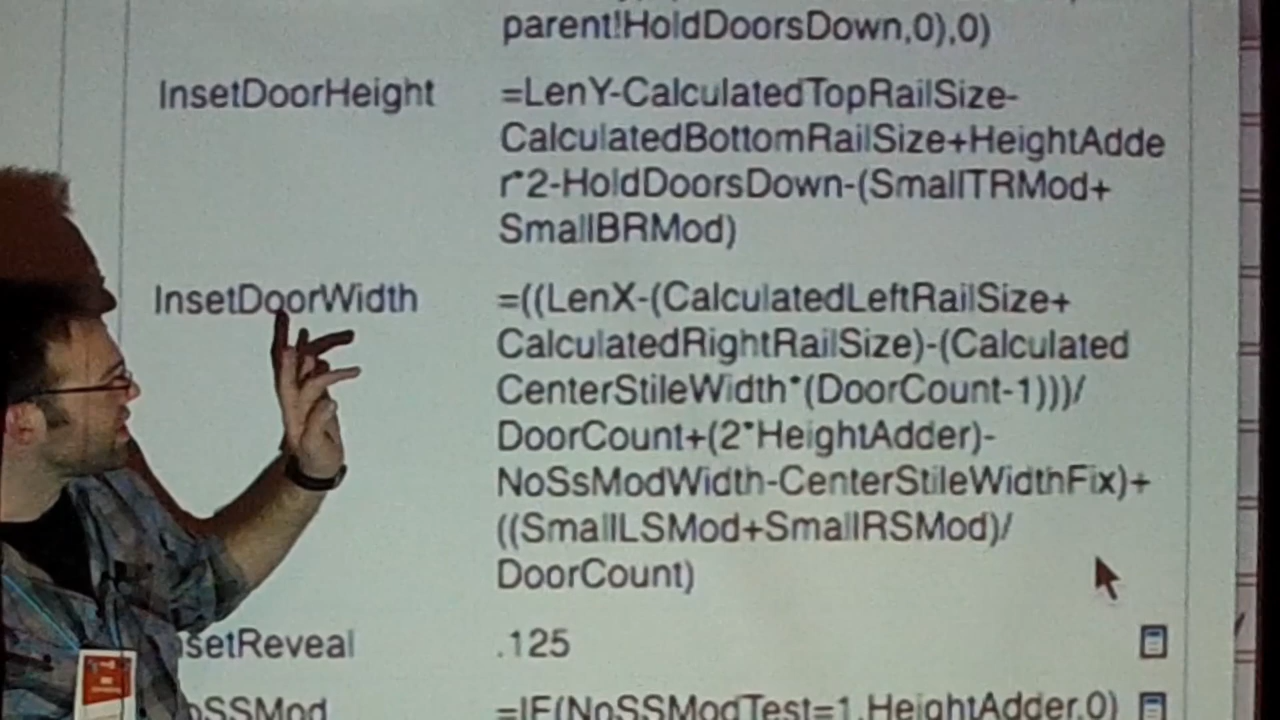 parent!HoldDoorsDown,0),0)
InsetDoorHeight =LenY-CalculatedTopRailSize-
CalculatedBottomRailSize+HeightAdde
r*2-HoldDoorsDown-(SmallTRMod+
SmallBRMod)
InsetDoorWidth =((LenX-(CalculatedLeftRailSize+
CalculatedRightRailSize)-(Calculated
CenterStileWidth*(DoorCount-1)))/
DoorCount+(2*HeightAdder)-
NoSsModWidth-CenterStileWidthFix)+
((SmallLSMod+SmallRSMod)/
DoorCount)
setReveal .125
oSSMod =IF(NoSSModTest=1,HeightAdder,0)